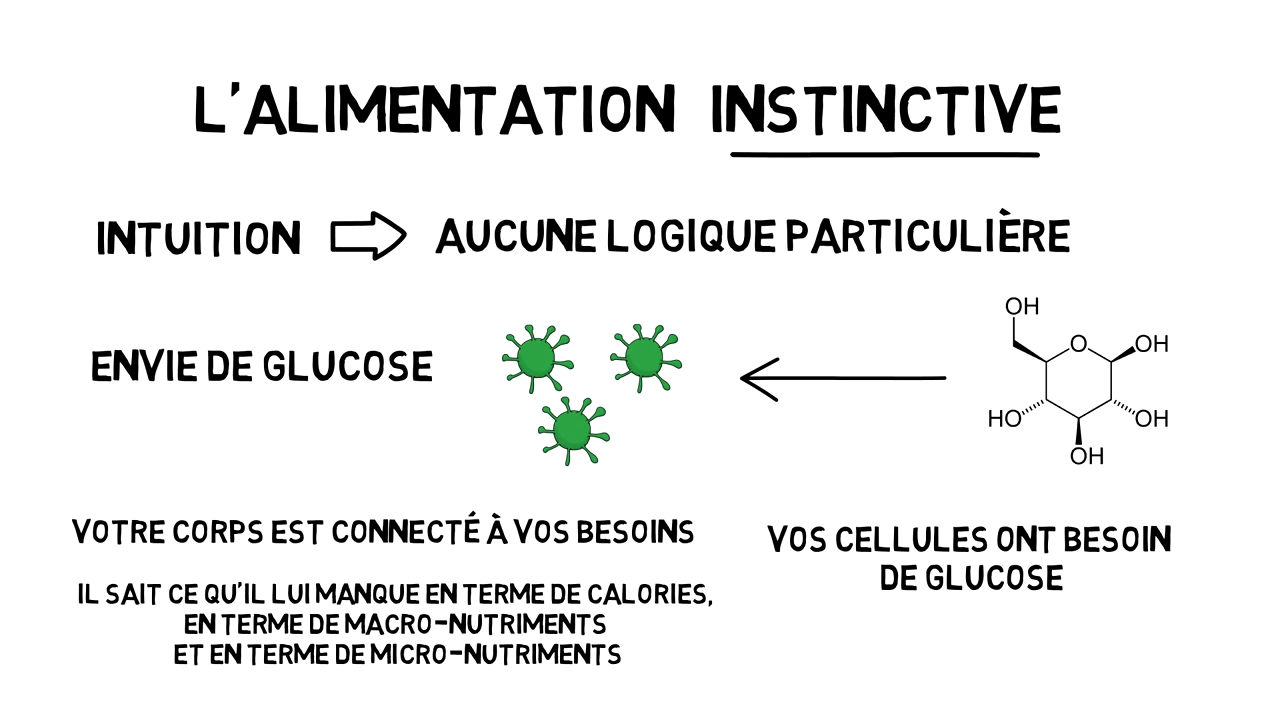 L'ALIMENTATION INSTINCTIVE
INTUITION AUCUNE LOGIQUE PARTICULIÈRE
ENVIE DE GLUCOSE
OH
O
OH
HO
OH
OH
VOTRE CORPS EST CONNECTÉ À VOS BESOINS
IL SAIT CE QU'IL LUI MANQUE EN TERME DE CALORIES,
EN TERME DE MACRO-NUTRIMENTS
ET EN TERME DE MICRO-NUTRIMENTS
VOS CELLULES ONT BESOIN
DE GLUCOSE